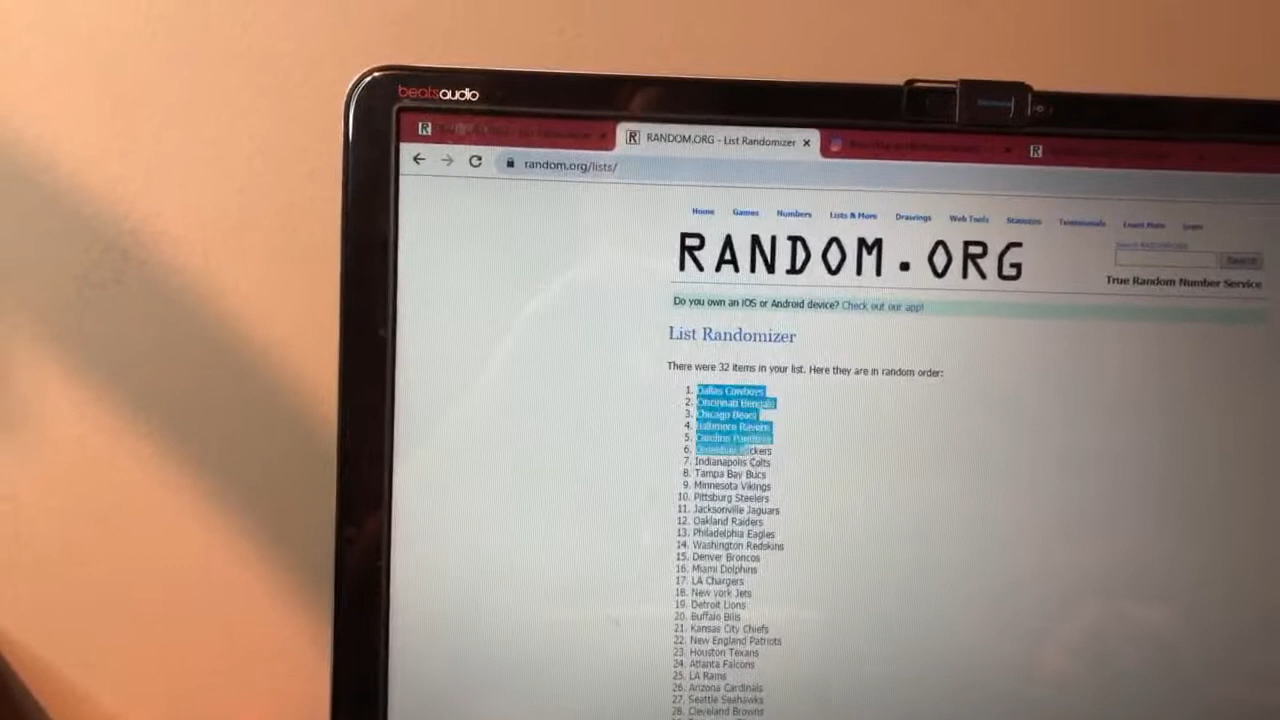 beatsaudio
RANDOM.ORG - List Randomizer
random.org/lists/
Home Games Numbers Lists & More Drawings Web Tools Statistics Testimonials Learn More Login
RANDOM.ORG
Search
True Random Number Service
Do you own an iOS or Android device? Check out our app!
List Randomizer
There were 32 items in your list. Here they are in random order:
1. Dallas Cowboys
2. Cincinnati Bengals
3. Chicago Bears
4. Baltimore Ravens
5. Carolina Panthers
6.
7. Indianapolis Colts
8. Tampa Bay Bucs
9. Minnesota Vikings
10. Pittsburg Steelers
11. Jacksonville Jaguars
12. Oakland Raiders
13. Philadelphia Eagles
14. Washington Redskins
15. Denver Broncos
16. Miami Dolphins
17. LA Chargers
18. New york Jets
19. Detroit Lions
20. Buffalo Bills
21. Kansas City Chiefs
22. New England Patriots
23. Houston Texans
24. Atlanta Falcons
25. LA Rams
26. Arizona Cardinals
27. Seattle Seahawks
28. Cleveland Browns